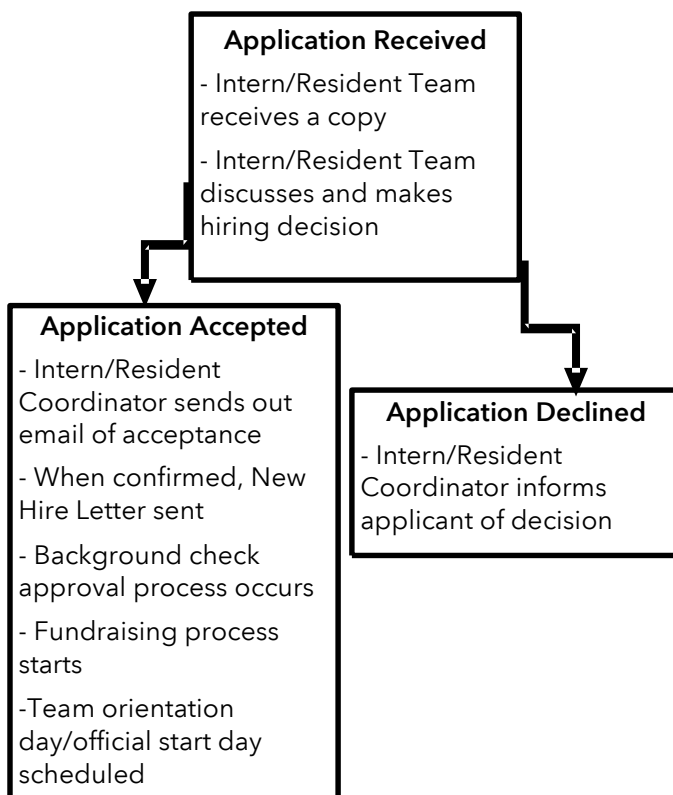 Application Received
- Intern/Resident Team
receives a copy
- Intern/Resident Team
discusses and makes
hiring decision
Application Accepted
- Intern/Resident
Coordinator sends out
email of acceptance
- When confirmed, New
Hire Letter sent
- Background check
approval process occurs
- Fundraising process
starts
-Team orientation
day/official start day
scheduled
Application Declined
- Intern/Resident
Coordinator informs
applicant of decision